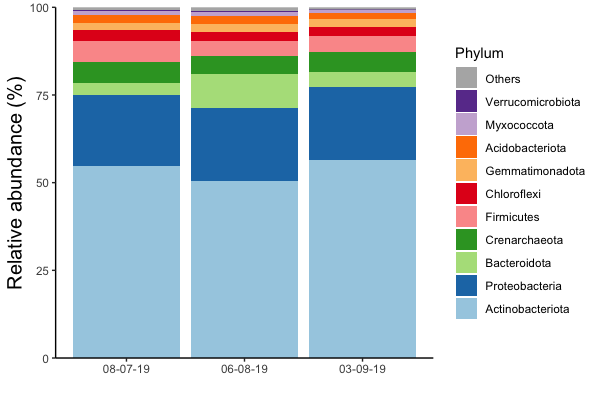 Relative abundance (%)
100
75
50
25
0
08-07-19
06-08-19
03-09-19
Phylum
Others
Verrucomicrobiota
Myxococcota
Acidobacteriota
Gemmatimonadota
Chloroflexi
Firmicutes
Crenarchaeota
Bacteroidota
Proteobacteria
Actinobacteriota